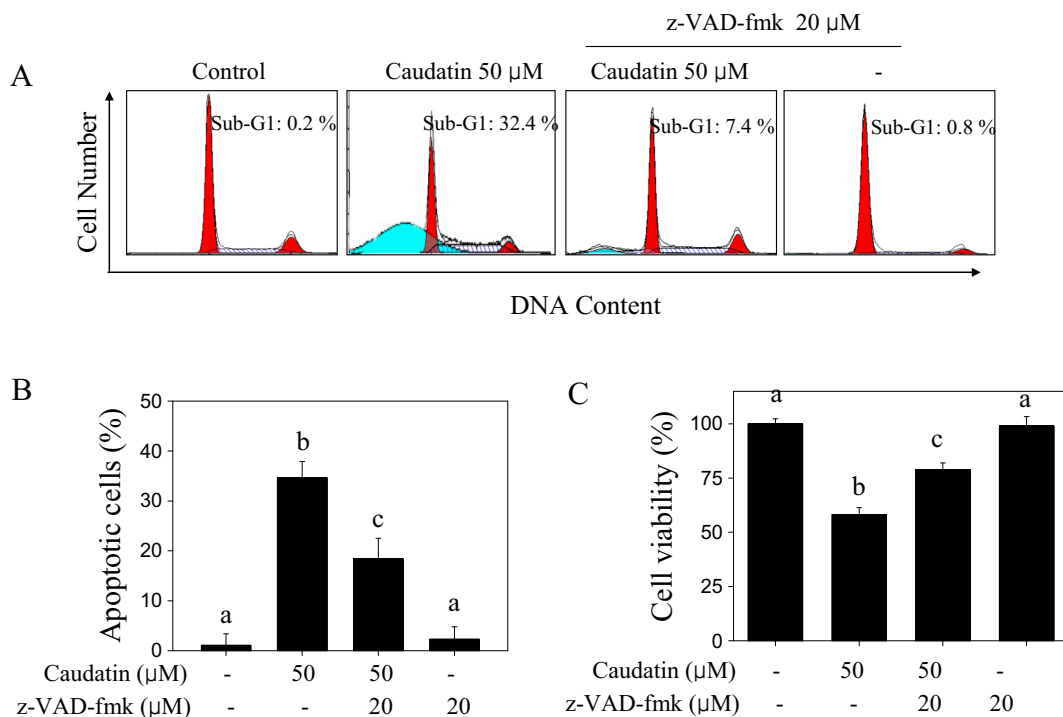 z-VAD-fmk 20 μM
A
Control
Caudatin 50 μM
Caudatin 50 μM
-
Sub-G1: 0.2 %
Sub-G1: 32.4 %
Sub-G1: 7.4 %
Sub-G1: 0.8 %
Cell Number
DNA Content
B
Apoptotic cells (%)
50
40
30
20
10
0
a
b
c
a
Caudatin (μM) - 50 50 -
z-VAD-fmk (μM) - - 20 20
C
Cell viability (%)
100
75
50
25
0
a
b
c
a
Caudatin (μM) - 50 50 -
z-VAD-fmk (μM) - - 20 20